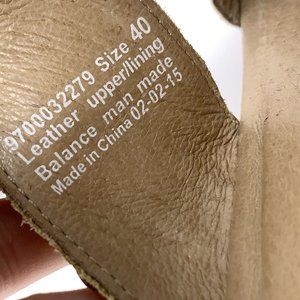 9700032279 Size 40
Leather upper/lining
Balance man made
Made in China 02-02-15